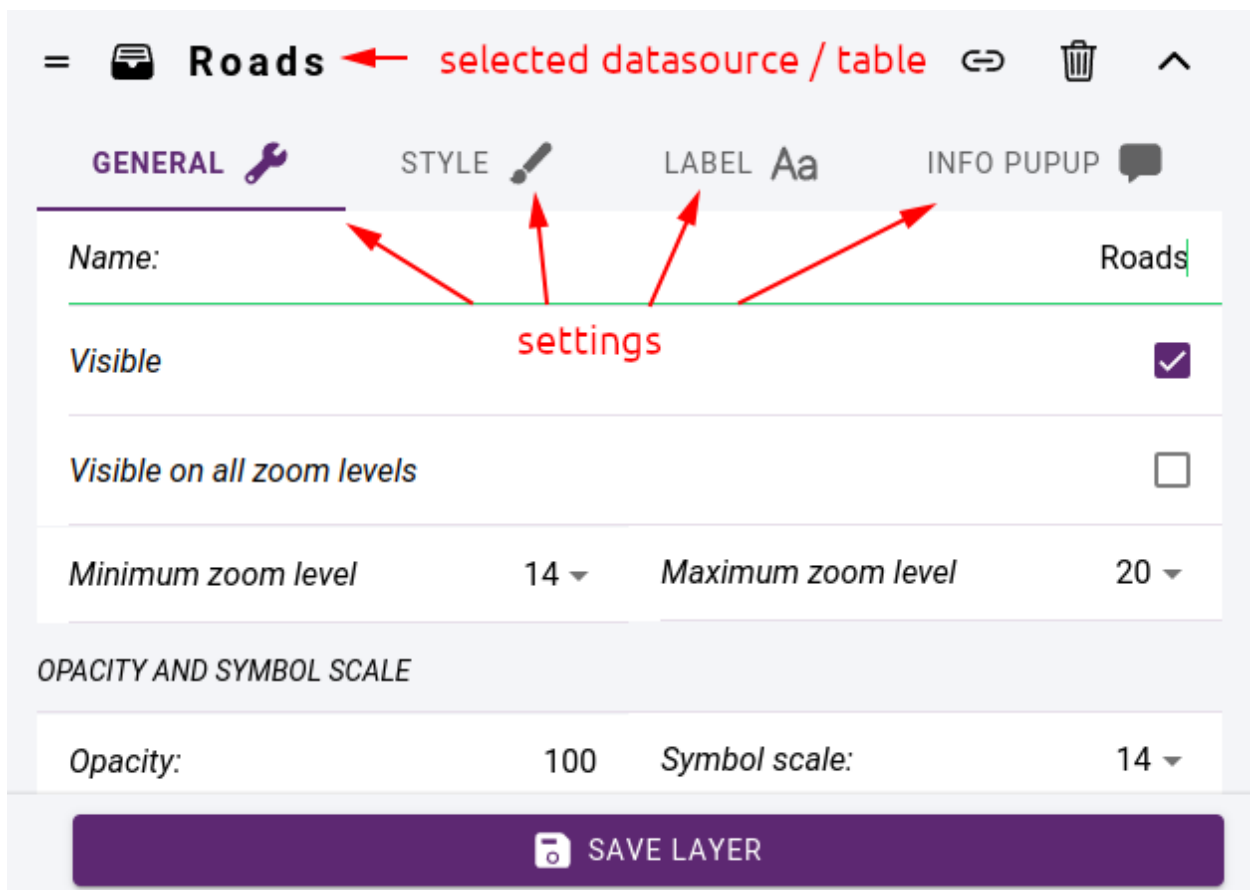 Roads selected datasource / table
GENERAL STYLE LABEL Aa INFO PUPUP
Name: Roads
settings
Visible
Visible on all zoom levels
Minimum zoom level 14 Maximum zoom level 20
OPACITY AND SYMBOL SCALE
Opacity: 100 Symbol scale: 14
SAVE LAYER